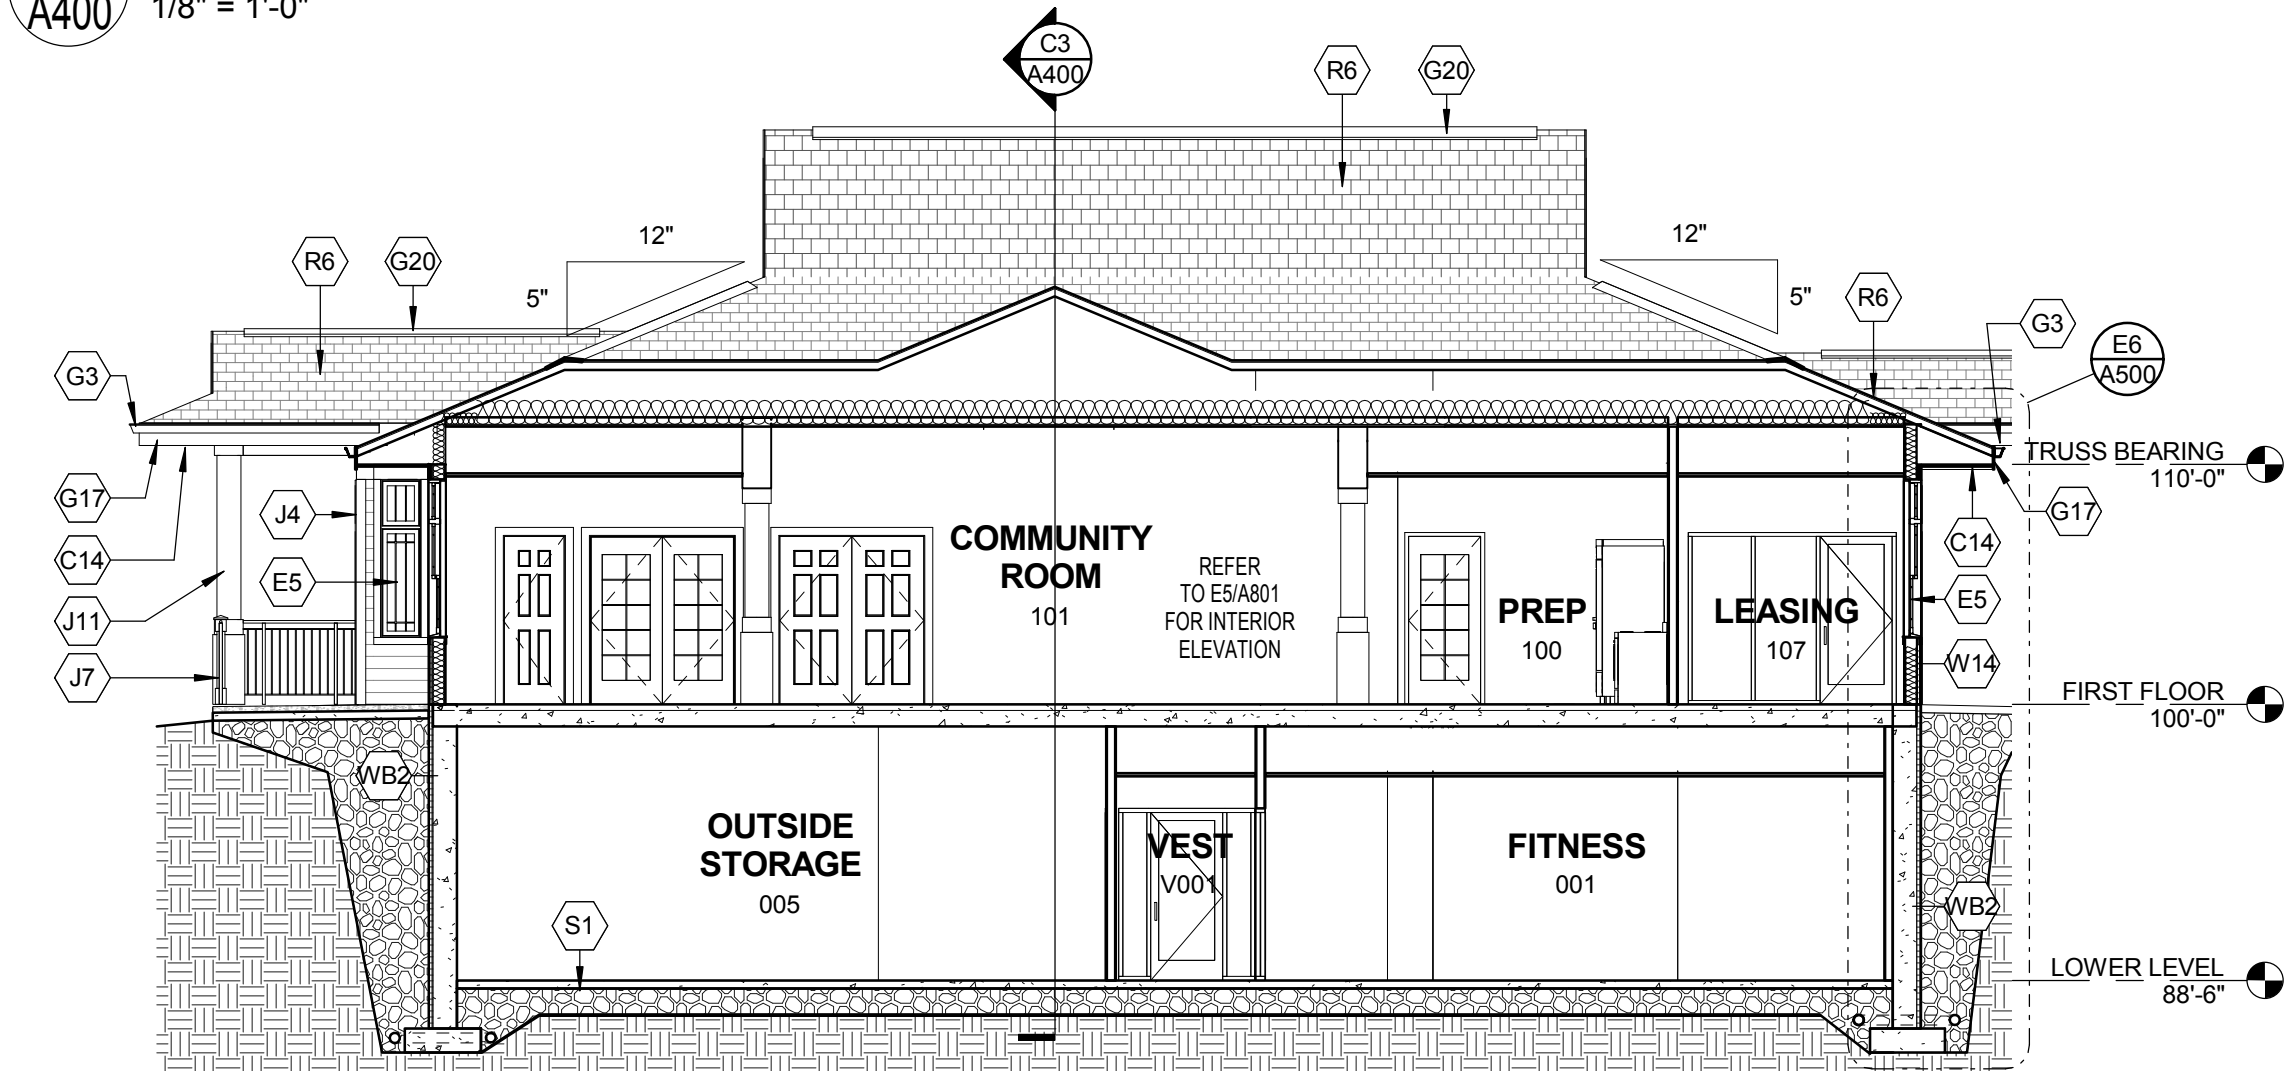 A400
1/8" = 1'-0"
C3
A400
R6
G20
12"
5"
12"
5"
R6
G20
R6
G3
E6
A500
G3
TRUSS BEARING
110'-0"
G17
J4
C14
E5
J11
J7
COMMUNITY
ROOM
101
REFER
TO E5/A801
FOR INTERIOR
ELEVATION
PREP
100
LEASING
107
G17
C14
E5
W14
FIRST FLOOR
100'-0"
WB2
OUTSIDE
STORAGE
005
VEST
V001
FITNESS
001
S1
WB2
LOWER LEVEL
88'-6"